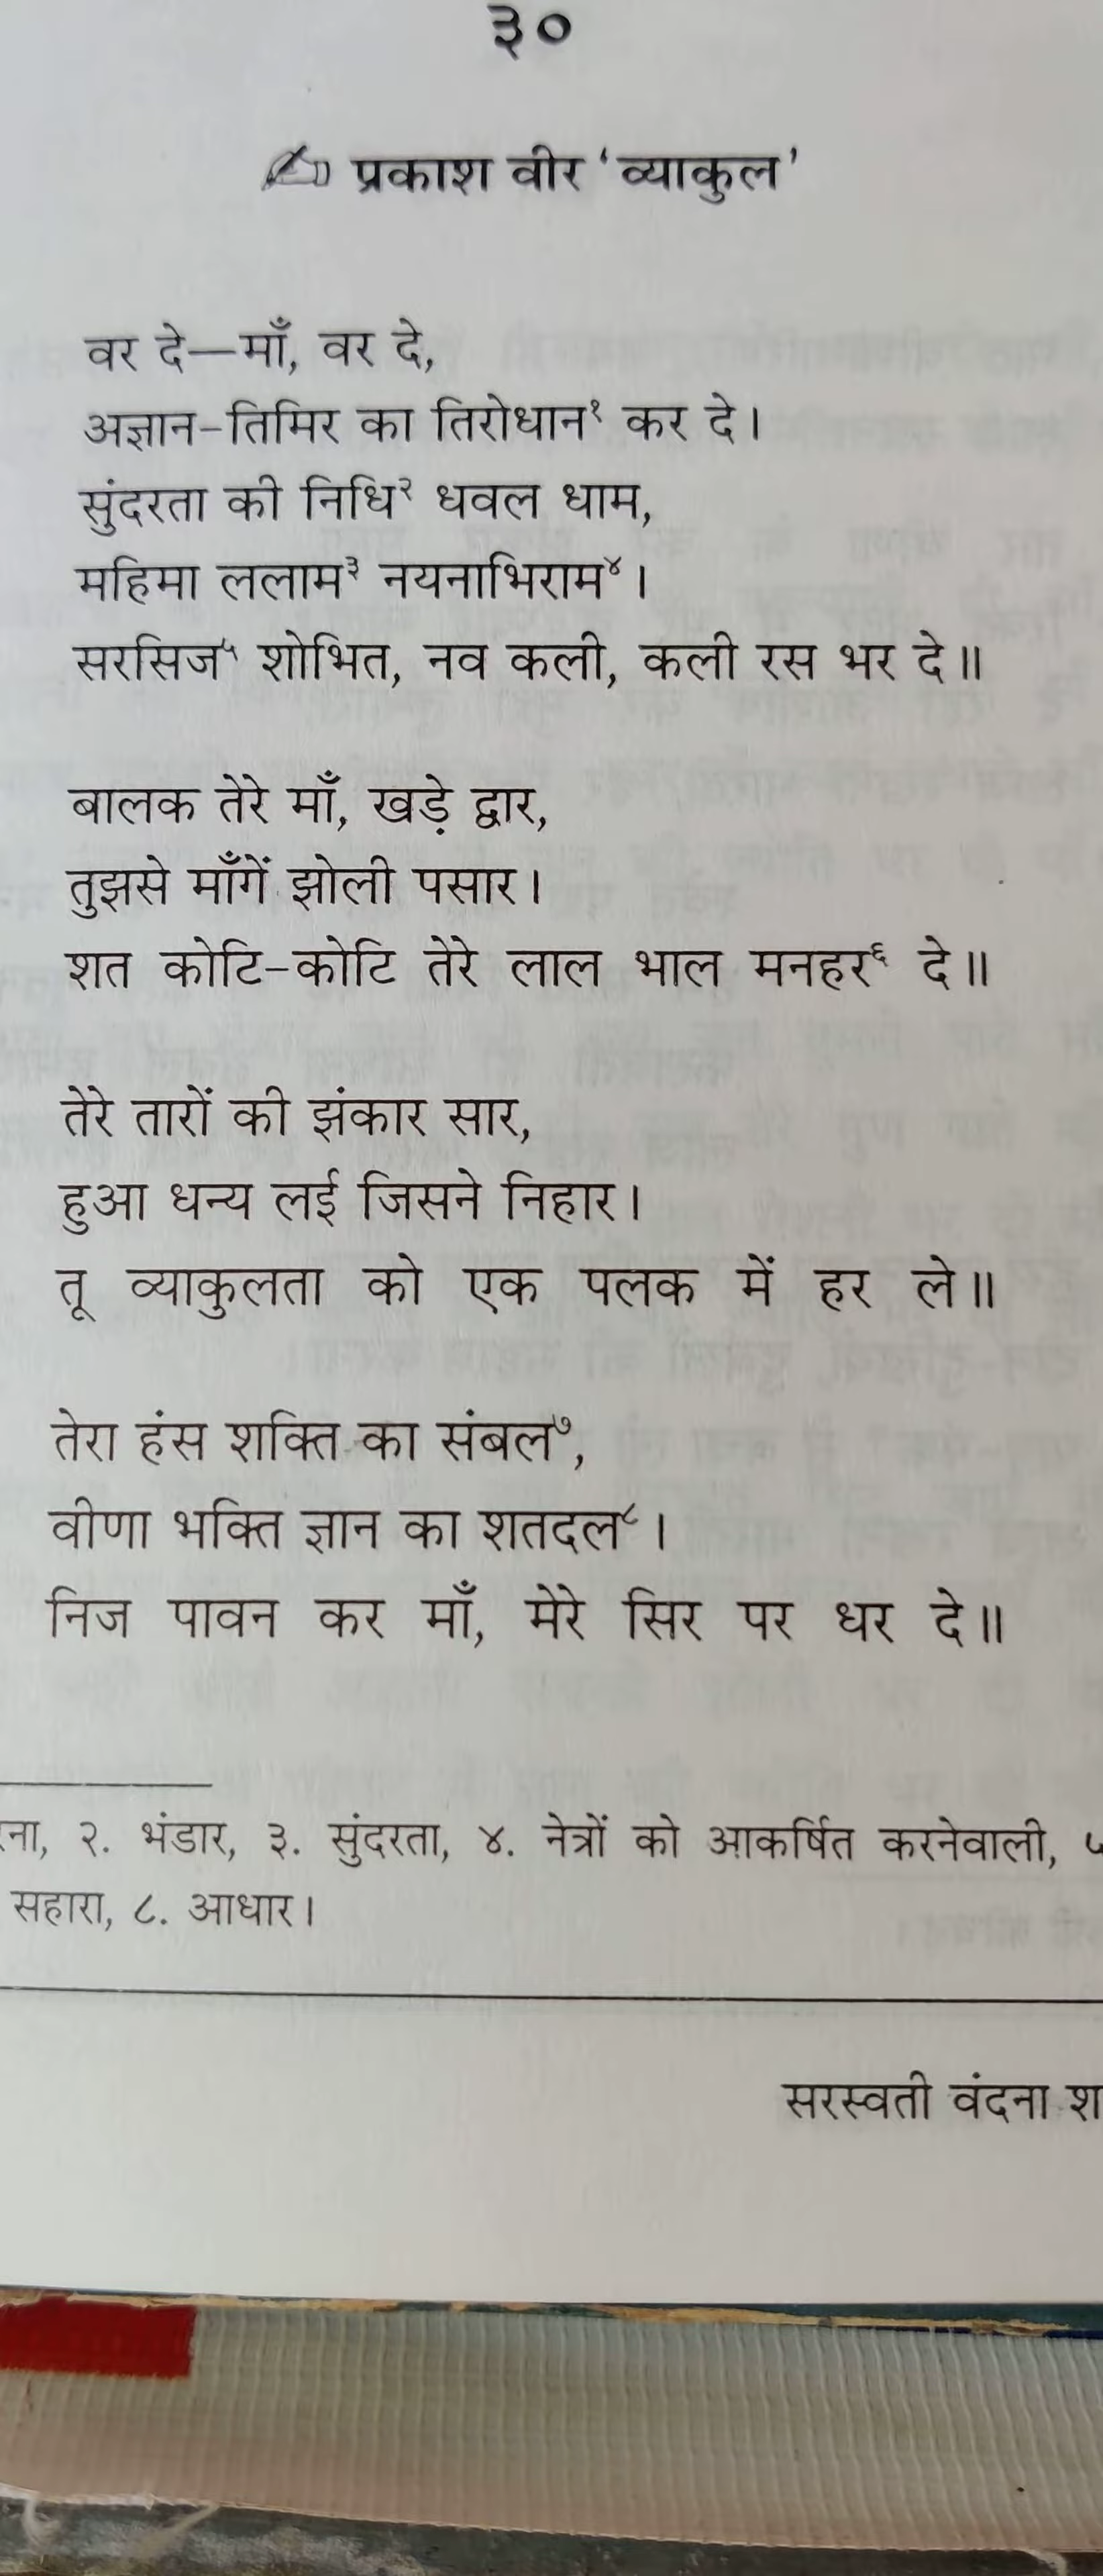 ३०
प्रकाश वीर ‘व्याकुल’
वर दे—माँ, वर दे,
अज्ञान-तिमिर का तिरोधान१ कर दे।
सुंदरता की निधि२ धवल धाम,
महिमा ललाम३ नयनाभिराम४।
सरसिज५ शोभित, नव कली, कली रस भर दे॥
बालक तेरे माँ, खड़े द्वार,
तुझसे माँगें झोली पसार।
शत कोटि-कोटि तेरे लाल भाल मनहर६ दे॥
तेरे तारों की झंकार सार,
हुआ धन्य लई जिसने निहार।
तू व्याकुलता को एक पलक में हर ले॥
तेरा हंस शक्ति का संबल७,
वीणा भक्ति ज्ञान का शतदल८।
निज पावन कर माँ, मेरे सिर पर धर दे॥
२. भंडार, ३. सुंदरता, ४. नेत्रों को आकर्षित करनेवाली, ५
सहारा, ८. आधार।
सरस्वती वंदना